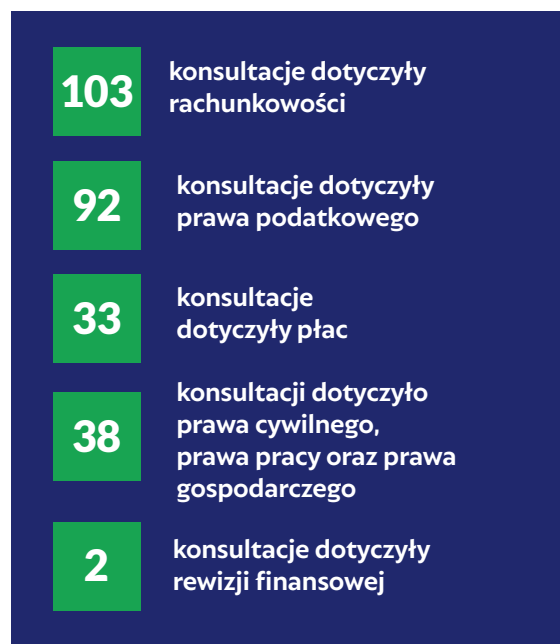 103
konsultacje dotyczyły
rachunkowości
92
konsultacje dotyczyły
prawa podatkowego
33
konsultacje
dotyczyły płac
38
konsultacji dotyczyło
prawa cywilnego,
prawa pracy oraz prawa
gospodarczego
2
konsultacje dotyczyły
rewizji finansowej